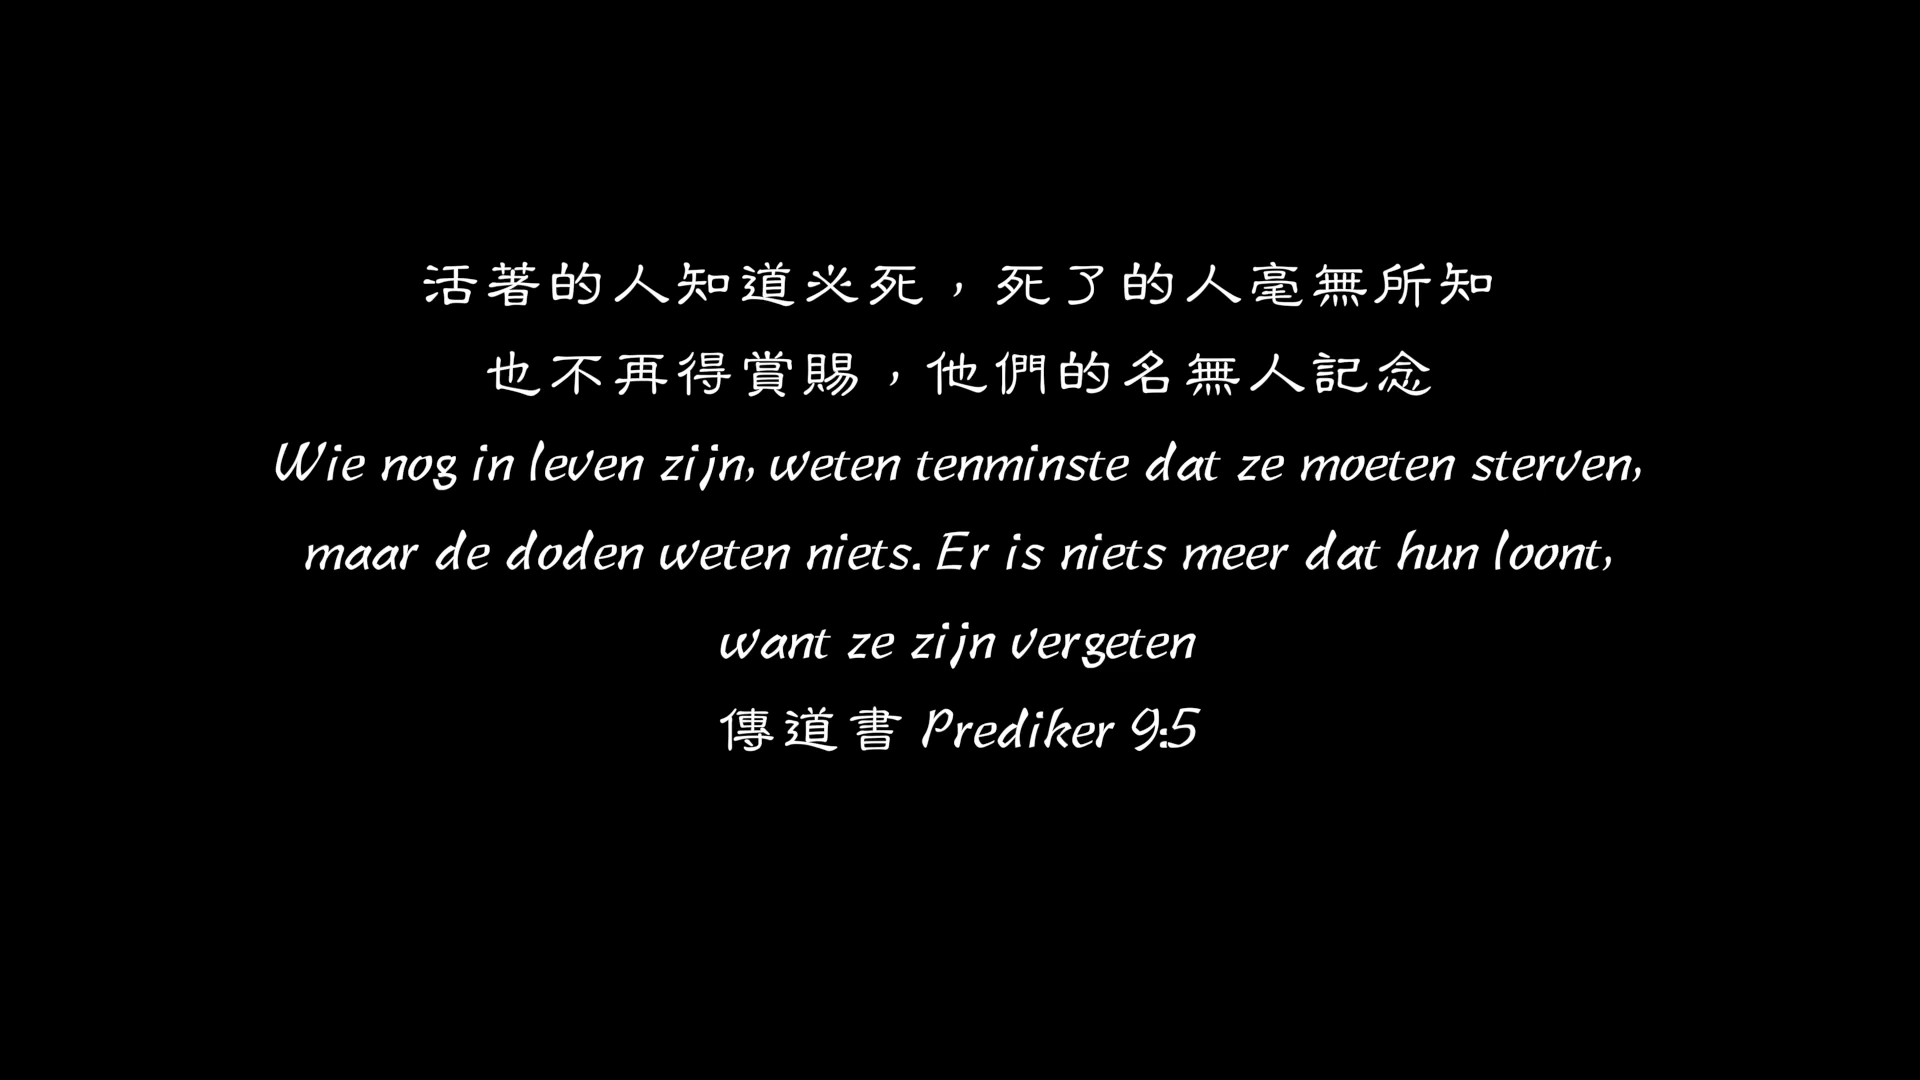 活著的人知道必死，死了的人毫無所知
也不再得賞賜，他們的名無人記念
Wie nog in leven zijn, weten tenminste dat ze moeten sterven,
maar de doden weten niets. Er is niets meer dat hun loont,
want ze zijn vergeten
傳道書 Prediker 9:5